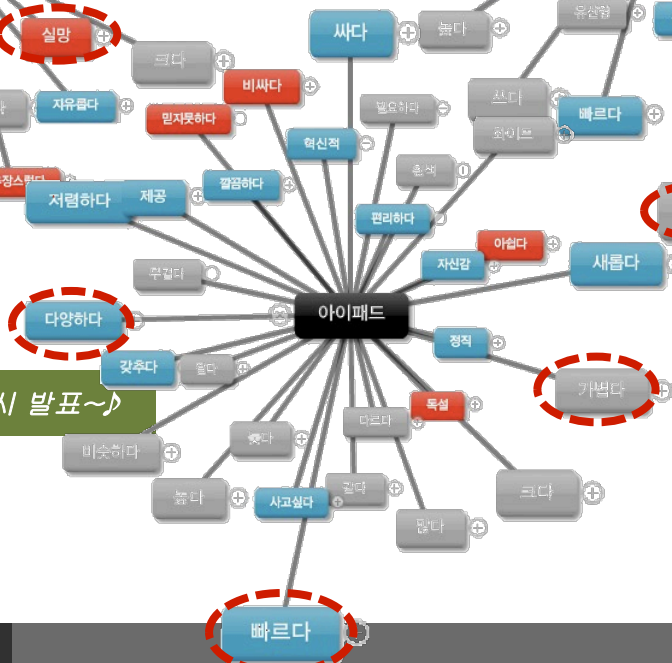 실망
싸다
높다
유선형
크다
비싸다
자유롭다
믿지못하다
필요하다
쓰다
빠르다
화이트
혁신적
흰색
깔끔하다
저렴하다
제공
편리하다
아쉽다
자신감
새롭다
무겁다
아이패드
다양하다
정직
갖추다
가볍다
시 발표~♪
독설
다르다
비슷하다
높다
사고싶다
같다
크다
많다
빠르다